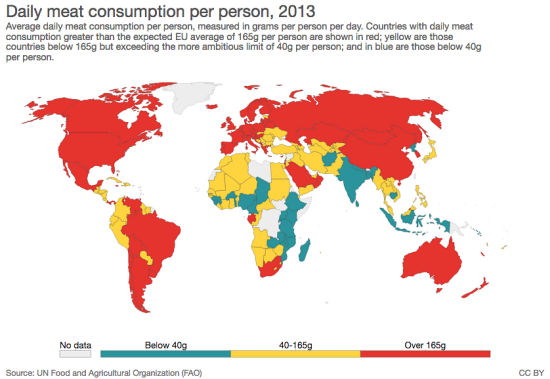 Daily meat consumption per person, 2013
Average daily meat consumption per person, measured in grams per person per day. Countries with daily meat
consumption greater than the expected EU average of 165g per person are shown in red; yellow are those
countries below 165g but exceeding the more ambitious limit of 40g per person; and in blue are those below 40g
per person.
No data
Below 40g
40-165g
Over 165g
Source: UN Food and Agricultural Organization (FAO)
CC BY